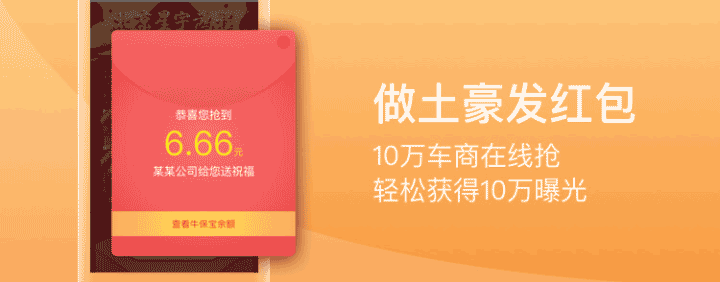 恭喜您抢到
6.66元
某某公司给您送祝福
查看牛保宝余额
做土豪发红包
10万车商在线抢
轻松获得10万曝光